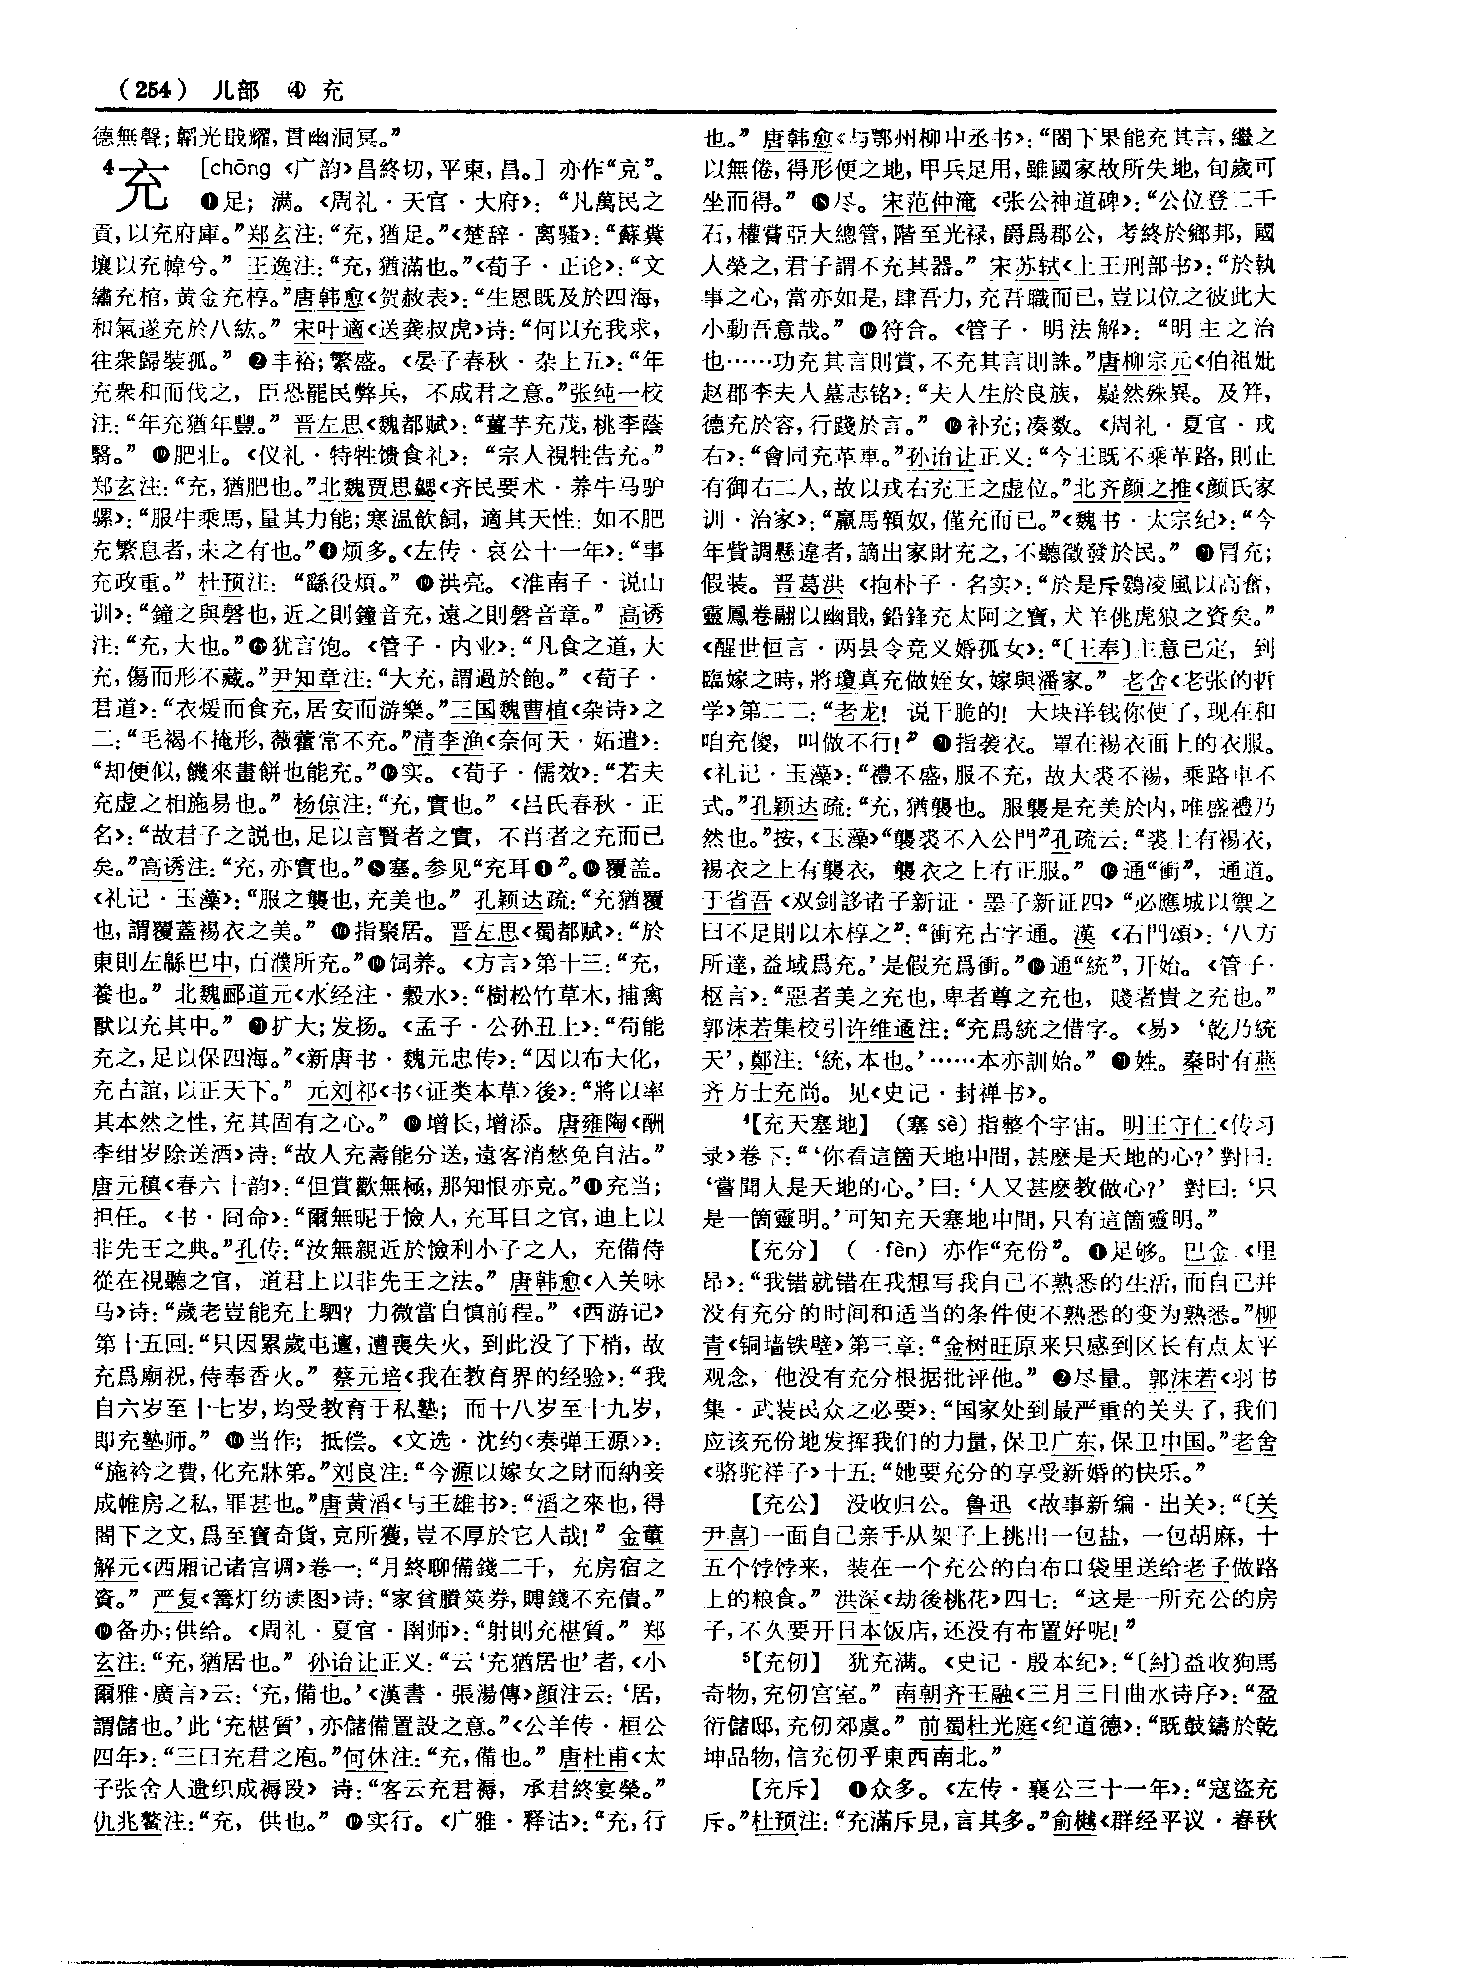 (254) 儿部 ④ 充
德無聲；韜光戢耀，貫幽洞冥。”
4充 [chōng《广韵》昌終切，平東，昌。]亦作“㐬”。
❶足；满。《周礼·天官·大府》：“凡萬民之
貢，以充府庫。”郑玄注：“充，猶足。”《楚辞·离骚》：“蘇糞
壤以充幃兮。”王逸注：“充，猶滿也。”《荀子·正论》：“文
繡充棺，黄金充椁。”唐韩愈《贺赦表》：“生恩既及於四海，
和氣遂充於八紘。”宋叶適《送龚叔虎》诗：“何以充我求，
往衆歸裝孤。”❷丰裕；繁盛。《晏子春秋·杂上五》：“年
充衆和而伐之，臣恐罷民弊兵，不成君之意。”张纯一校
注：“年充猶年豐。”晋左思《魏都赋》：“薑芋充茂，桃李蔭
翳。”❸肥壮。《仪礼·特牲馈食礼》：“宗人視牲告充。”
郑玄注：“充，猶肥也。”北魏贾思勰《齐民要术·养牛马驴
骡》：“服牛乘馬，量其力能；寒温飲飼，適其天性：如不肥
充繁息者，未之有也。”❹烦多。《左传·哀公十一年》：“事
充政重。”杜预注：“繇役煩。”❺洪亮。《淮南子·说山
训》：“鐘之與磬也，近之則鐘音充，遠之則磬音章。”高诱
注：“充，大也。”❻犹言饱。《管子·内业》：“凡食之道，大
充，傷而形不藏。”尹知章注：“大充，謂過於飽。”《荀子·
君道》：“衣煖而食充，居安而游樂。”三国魏曹植《杂诗》之
二：“毛褐不掩形，薇藿常不充。”清李渔《奈何天·妬遣》：
“却便似，饑來畫餅也能充。”❼实。《荀子·儒效》：“若夫
充虚之相施易也。”杨倞注：“充，實也。”《吕氏春秋·正
名》：“故君子之説也，足以言賢者之實，不肖者之充而已
矣。”高诱注：“充，亦實也。”❽塞。参见“充耳❶”。❾覆盖。
《礼记·玉藻》：“服之襲也，充美也。”孔颖达疏：“充猶覆
也，謂覆蓋裼衣之美。”❿指聚居。晋左思《蜀都赋》：“於
東則左緜巴中，百濮所充。”⓫饲养。《方言》第十三：“充，
養也。”北魏郦道元《水经注·穀水》：“樹松竹草木，捕禽
獸以充其中。”⓬扩大；发扬。《孟子·公孙丑上》：“苟能
充之，足以保四海。”《新唐书·魏元忠传》：“因以布大化，
充古誼，以正天下。”元刘祁《书〈证类本草〉後》：“將以率
其本然之性，充其固有之心。”⓭增长，增添。唐雍陶《酬
李绀岁除送酒》诗：“故人充壽能分送，遠客消愁免自沽。”
唐元稹《春六十韵》：“但賞歡無極，那知恨亦充。”⓮充当；
担任。《书·冏命》：“爾無昵于憸人，充耳目之官，迪上以
非先王之典。”孔传：“汝無親近於憸利小子之人，充備侍
從在視聽之官，道君上以非先王之法。”唐韩愈《入关咏
马》诗：“歲老豈能充上駟？力微當自慎前程。”《西游记》
第十五回：“只因累歲屯邅，遭喪失火，到此没了下梢，故
充爲廟祝，侍奉香火。”蔡元培《我在教育界的经验》：“我
自六岁至十七岁，均受教育于私塾；而十八岁至十九岁，
即充塾师。”⓯当作；抵偿。《文选·沈约〈奏弹王源〉》：
“施衿之費，化充牀笫。”刘良注：“今源以嫁女之財而納妾
成帷房之私，罪甚也。”唐黄滔《与王雄书》：“滔之來也，得
閣下之文，爲至寶奇貨，充所獲，豈不厚於它人哉！”金董
解元《西厢记诸宫调》卷一：“月終聊備錢二千，充房宿之
資。”严复《篝灯纺读图》诗：“家貧賸筴券，賻錢不充債。”
⓰备办；供给。《周礼·夏官·圉师》：“射則充椹質。”郑
玄注：“充，猶居也。”孙诒让正义：“云‘充猶居也’者，《小
爾雅·廣言》云：‘充，備也。’《漢書·張湯傳》顔注云：‘居，
謂儲也。’此‘充椹質’，亦儲備置設之意。”《公羊传·桓公
四年》：“三曰充君之庖。”何休注：“充，備也。”唐杜甫《太
子张舍人遗织成褥段》诗：“客云充君褥，承君終宴榮。”
仇兆鳌注：“充，供也。”⓱实行。《广雅·释诂》：“充，行
也。”唐韩愈《与鄂州柳中丞书》：“閣下果能充其言，繼之
以無倦，得形便之地，甲兵足用，雖國家故所失地，旬歲可
坐而得。”⓲尽。宋范仲淹《张公神道碑》：“公位登二千
石，權嘗亞大總管，階至光禄，爵爲郡公，考終於鄉邦，國
人榮之，君子謂不充其器。”宋苏轼《上王刑部书》：“於執
事之心，當亦如是，肆吾力，充吾職而已，豈以位之彼此大
小動吾意哉。”⓳符合。《管子·明法解》：“明主之治
也……功充其言則賞，不充其言則誅。”唐柳宗元《伯祖妣
赵郡李夫人墓志铭》：“夫人生於良族，嶷然殊異。及笄，
德充於容，行踐於言。”⓴补充；凑数。《周礼·夏官·戎
右》：“會同充革車。”孙诒让正义：“今王既不乘革路，則止
有御右二人，故以戎右充王之虚位。”北齐颜之推《颜氏家
训·治家》：“羸馬顇奴，僅充而已。”《魏书·太宗纪》：“今
年貲調懸違者，謫出家財充之，不聽徵發於民。”㉑冒充；
假装。晋葛洪《抱朴子·名实》：“於是斥鷃凌風以高奮，
靈鳳卷翮以幽戢，鉛鋒充太阿之寶，犬羊佻虎狼之資矣。”
《醒世恒言·两县令竞义婚孤女》：“〔王奉〕主意已定，到
臨嫁之時，將瓊真充做姪女，嫁與潘家。”老舍《老张的哲
学》第二二：“老龙！说干脆的！大块洋钱你使了，现在和
咱充傻，叫做不行！”㉒指袭衣。罩在裼衣面上的衣服。
《礼记·玉藻》：“禮不盛，服不充，故大裘不裼，乘路車不
式。”孔颖达疏：“充，猶襲也。服襲是充美於内，唯盛禮乃
然也。”按，《玉藻》“襲裘不入公門”孔疏云：“裘上有裼衣，
裼衣之上有襲衣，襲衣之上有正服。”㉓通“衝”，通道。
于省吾《双剑誃诸子新证·墨子新证四》“必應城以禦之
曰不足則以木椁之”：“衝充古字通。漢《石門頌》：‘八方
所達，益域爲充。’是假充爲衝。”㉔通“統”，开始。《管子·
枢言》：“惡者美之充也，卑者尊之充也，賤者貴之充也。”
郭沫若集校引许维遹注：“充爲統之借字。《易》‘乾乃統
天’，鄭注：‘統，本也。’……本亦訓始。”㉕姓。秦时有燕
齐方士充尚。见《史记·封禅书》。
4【充天塞地】（塞 sè）指整个宇宙。明王守仁《传习
录》卷下：“‘你看這箇天地中間，甚麽是天地的心？’對曰：
‘嘗聞人是天地的心。’曰：‘人又甚麽教做心？’對曰：‘只
是一箇靈明。’可知充天塞地中間，只有這箇靈明。”
【充分】（-fèn）亦作“充份”。❶足够。巴金《里
昂》：“我错就错在我想写我自己不熟悉的生活，而自己并
没有充分的时间和适当的条件使不熟悉的变为熟悉。”柳
青《铜墙铁壁》第三章：“金树旺原来只感到区长有点太平
观念，他没有充分根据批评他。”❷尽量。郭沫若《羽书
集·武装民众之必要》：“国家处到最严重的关头了，我们
应该充份地发挥我们的力量，保卫广东，保卫中国。”老舍
《骆驼祥子》十五：“她要充分的享受新婚的快乐。”
【充公】 没收归公。鲁迅《故事新编·出关》：“〔关
尹喜〕一面自己亲手从架子上挑出一包盐，一包胡麻，十
五个饽饽来，装在一个充公的白布口袋里送给老子做路
上的粮食。”洪深《劫後桃花》四七：“这是一所充公的房
子，不久要开日本饭店，还没有布置好呢！”
5【充仞】 犹充满。《史记·殷本纪》：“〔紂〕益收狗馬
奇物，充仞宫室。”南朝齐王融《三月三日曲水诗序》：“盈
衍儲邸，充仞郊虞。”前蜀杜光庭《纪道德》：“既鼓鑄於乾
坤品物，信充仞乎東西南北。”
【充斥】 ❶众多。《左传·襄公三十一年》：“寇盜充
斥。”杜预注：“充滿斥見，言其多。”俞樾《群经平议·春秋